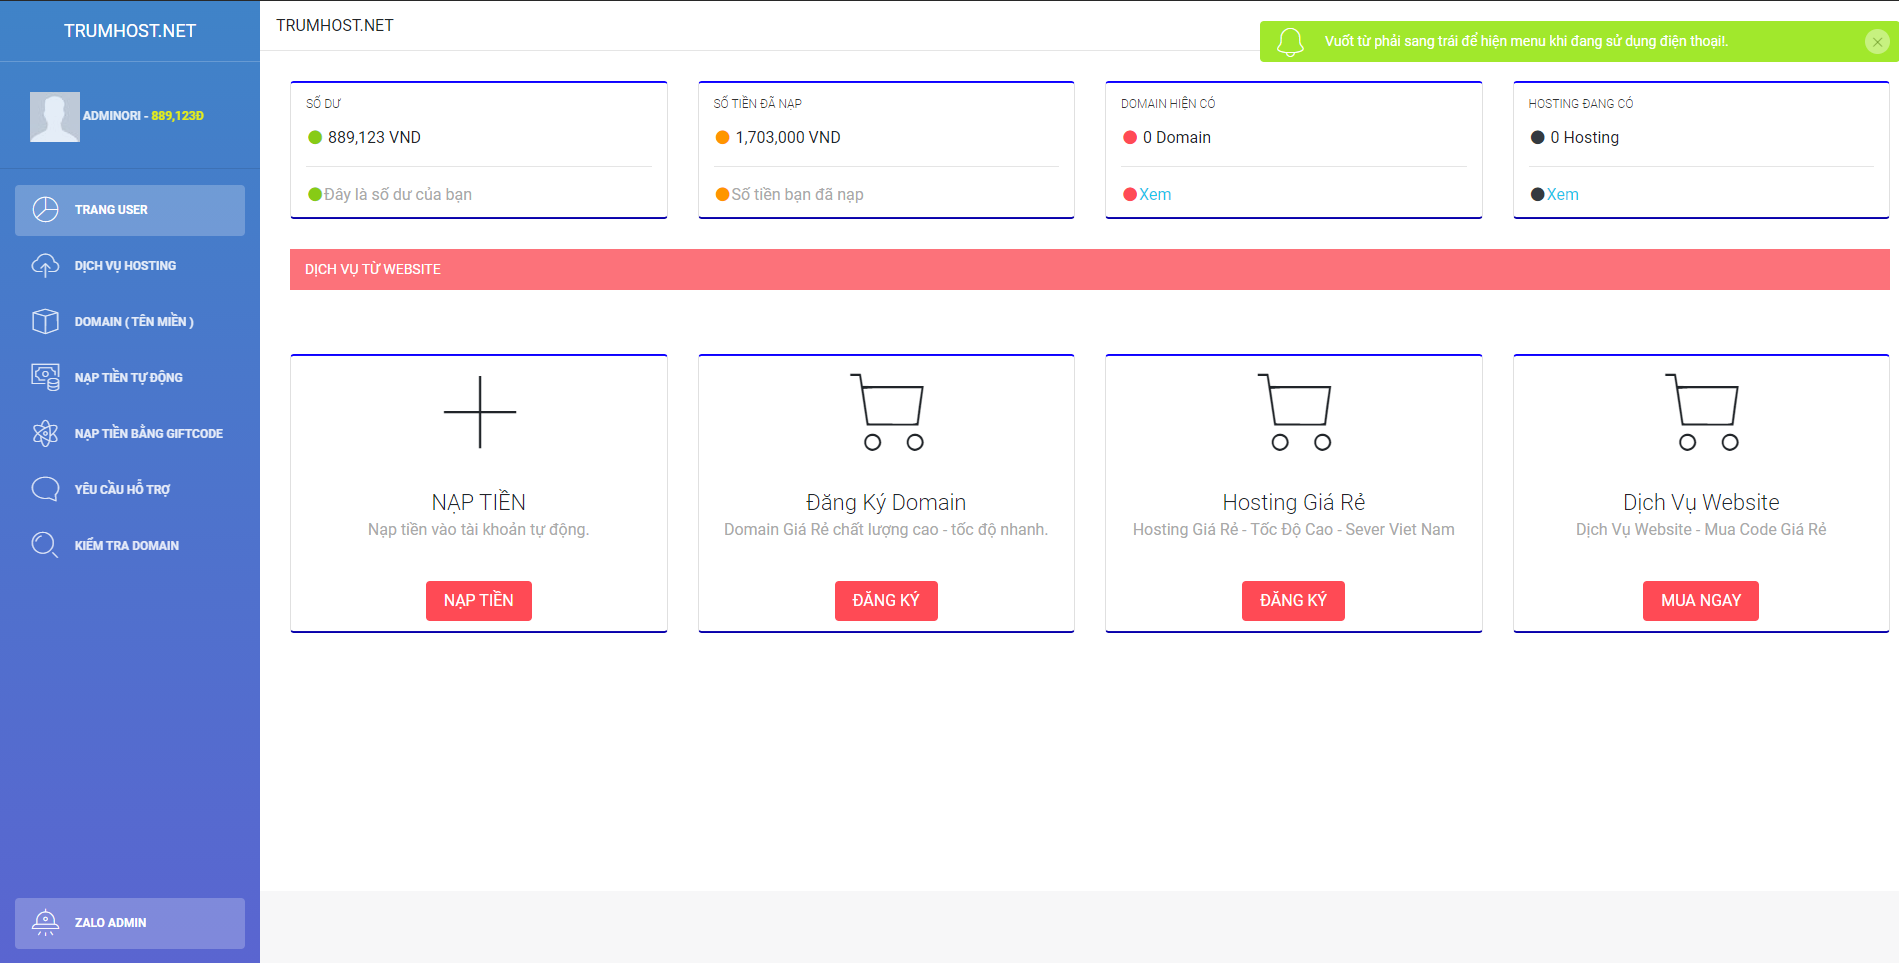 TRUMHOST.NET
ADMINORI - 889,123Đ
TRANG USER
DỊCH VỤ HOSTING
DOMAIN ( TÊN MIỀN )
NẠP TIỀN TỰ ĐỘNG
NẠP TIỀN BẰNG GIFTCODE
YÊU CẦU HỖ TRỢ
KIỂM TRA DOMAIN
ZALO ADMIN
TRUMHOST.NET
Vuốt từ phải sang trái để hiện menu khi đang sử dụng điện thoại!.
SỐ DƯ
889,123 VND
Đây là số dư của bạn
SỐ TIỀN ĐÃ NẠP
1,703,000 VND
Số tiền bạn đã nạp
DOMAIN HIỆN CÓ
0 Domain
Xem
HOSTING ĐANG CÓ
0 Hosting
Xem
DỊCH VỤ TỪ WEBSITE
NẠP TIỀN
Nạp tiền vào tài khoản tự động.
NẠP TIỀN
Đăng Ký Domain
Domain Giá Rẻ chất lượng cao - tốc độ nhanh.
ĐĂNG KÝ
Hosting Giá Rẻ
Hosting Giá Rẻ - Tốc Độ Cao - Sever Viet Nam
ĐĂNG KÝ
Dịch Vụ Website
Dịch Vụ Website - Mua Code Giá Rẻ
MUA NGAY